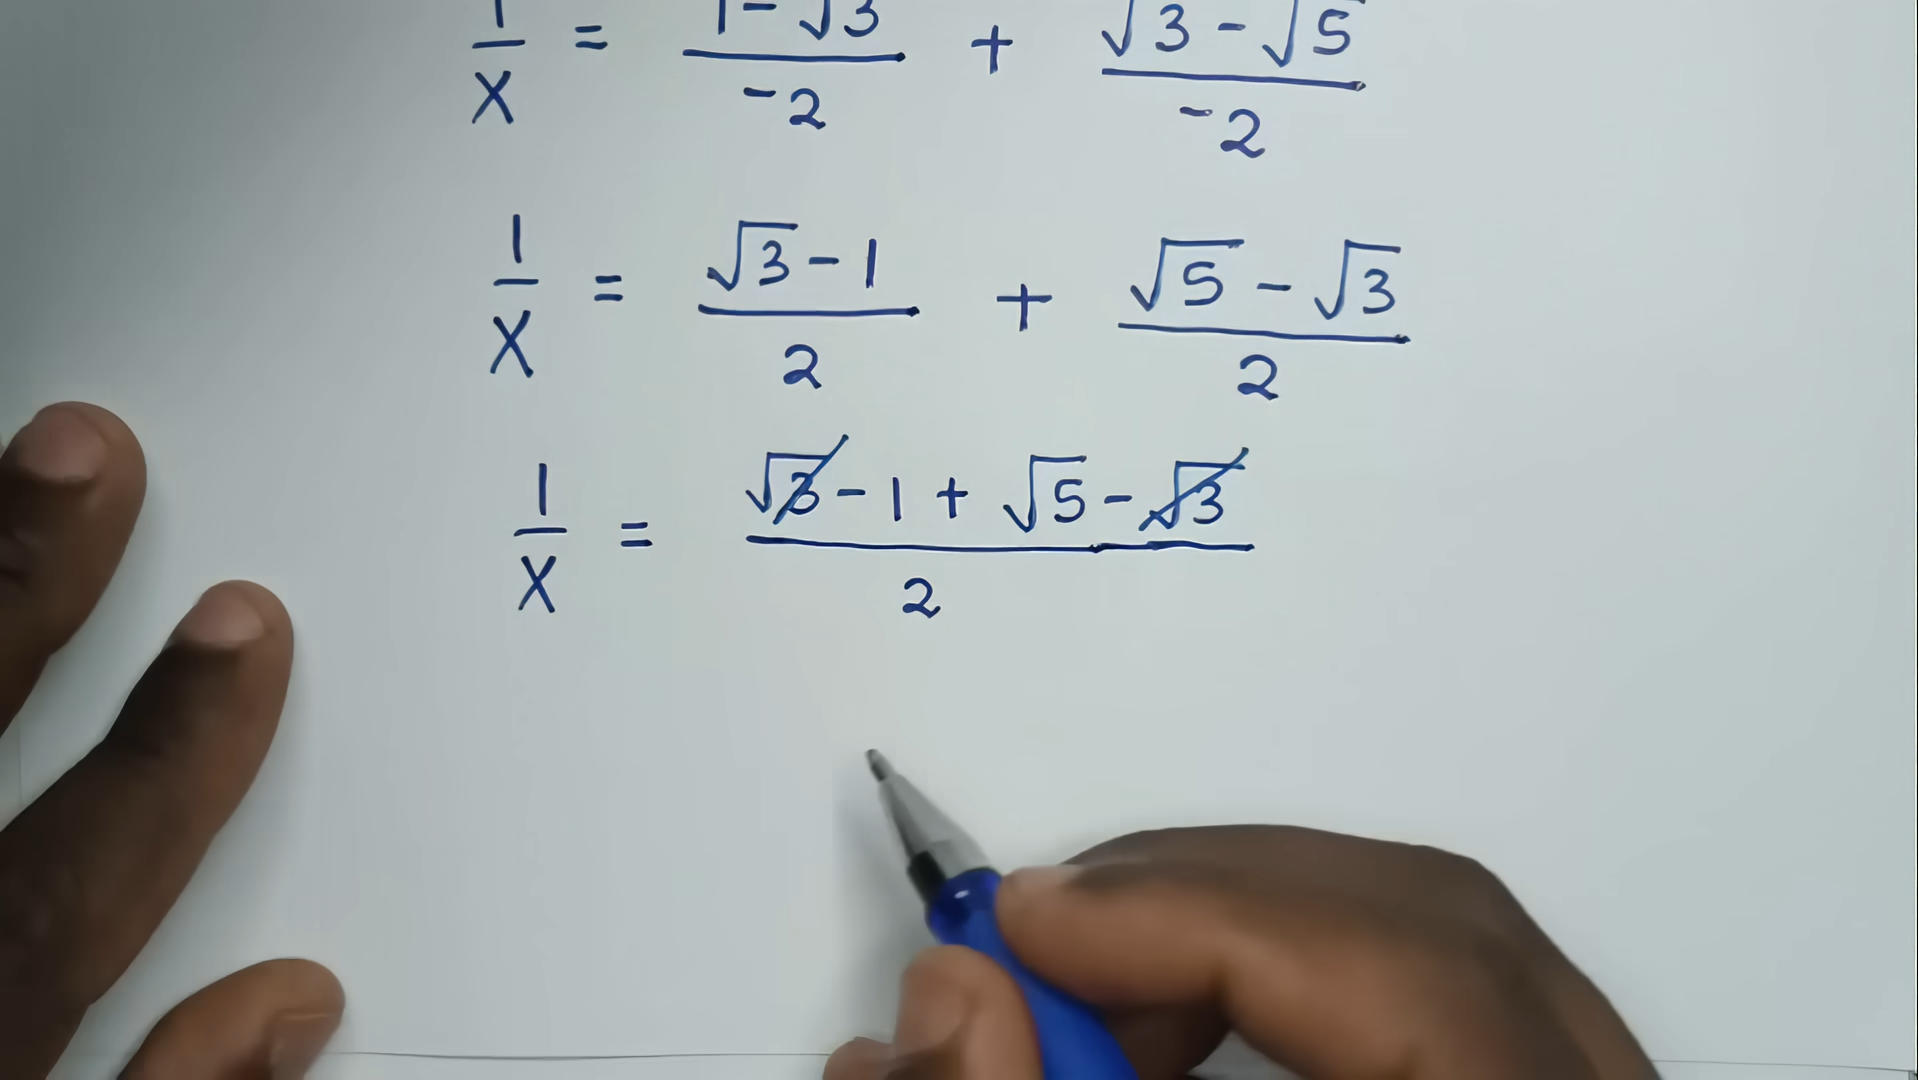 1/X = (1 - √3)/-2 + (√3 - √5)/-2
1/X = (√3 - 1)/2 + (√5 - √3)/2
1/X = (√3 - 1 + √5 - √3)/2